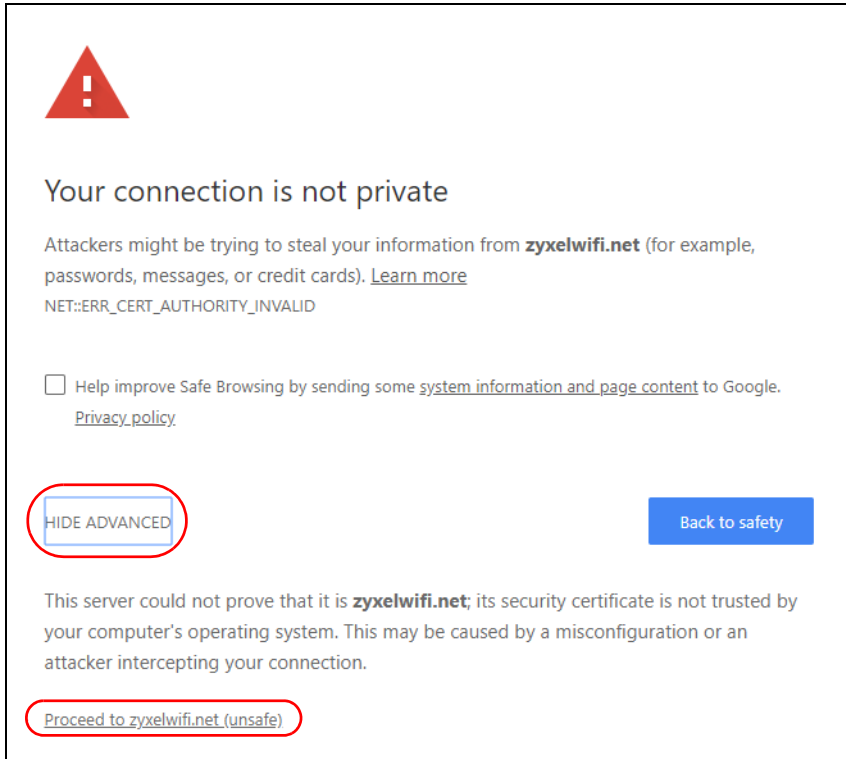 !
Your connection is not private
Attackers might be trying to steal your information from zyxelwifi.net (for example,
passwords, messages, or credit cards). Learn more
NET::ERR_CERT_AUTHORITY_INVALID
Help improve Safe Browsing by sending some system information and page content to Google.
Privacy policy
HIDE ADVANCED
Back to safety
This server could not prove that it is zyxelwifi.net; its security certificate is not trusted by
your computer's operating system. This may be caused by a misconfiguration or an
attacker intercepting your connection.
Proceed to zyxelwifi.net (unsafe)